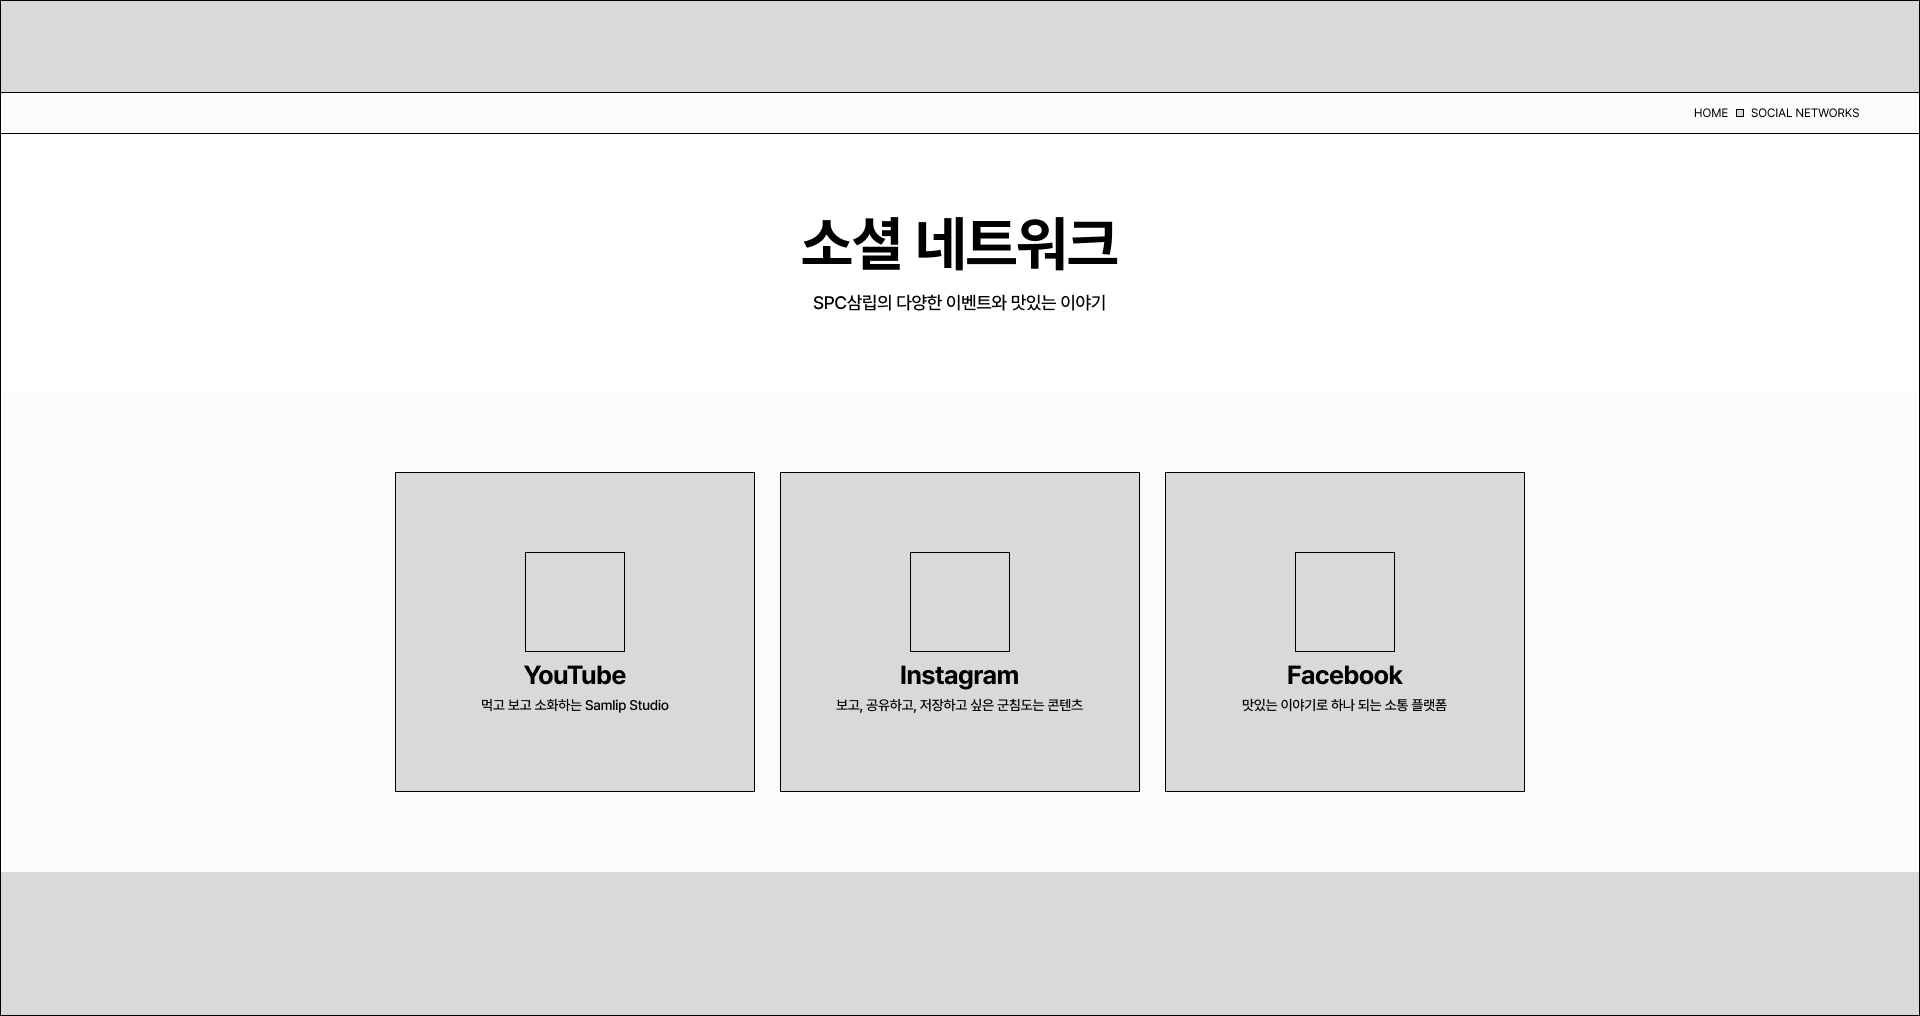 HOME SOCIAL NETWORKS
소셜 네트워크
SPC삼립의 다양한 이벤트와 맛있는 이야기
YouTube
먹고 보고 소화하는 Samlip Studio
Instagram
보고, 공유하고, 저장하고 싶은 군침도는 콘텐츠
Facebook
맛있는 이야기로 하나 되는 소통 플랫폼